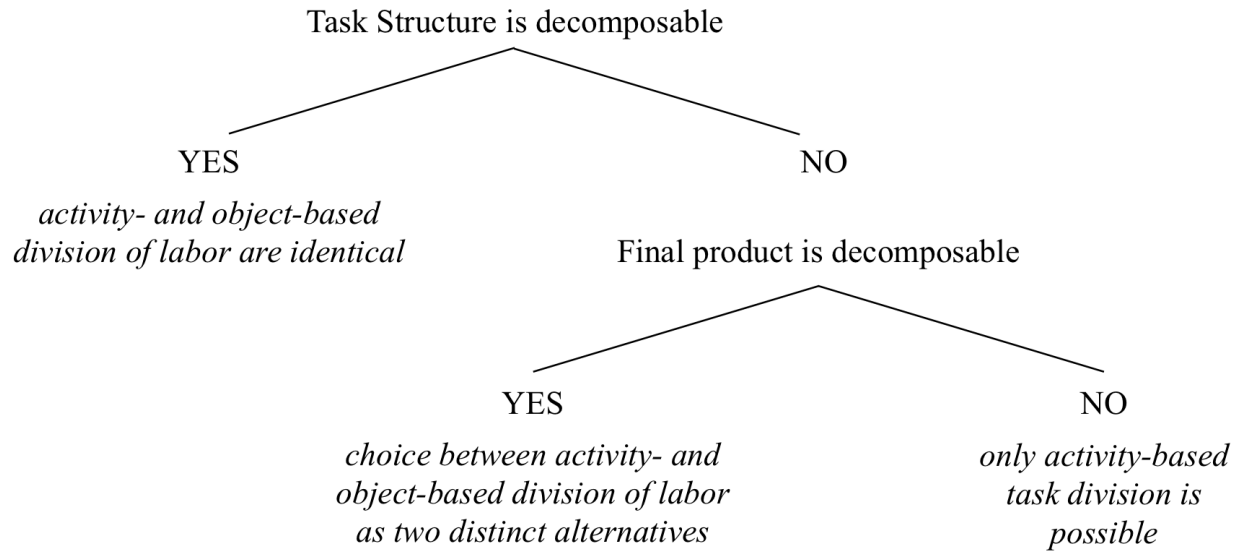 Task Structure is decomposable
YES
NO
activity- and object-based
division of labor are identical
Final product is decomposable
YES
NO
choice between activity- and
object-based division of labor
as two distinct alternatives
only activity-based
task division is
possible